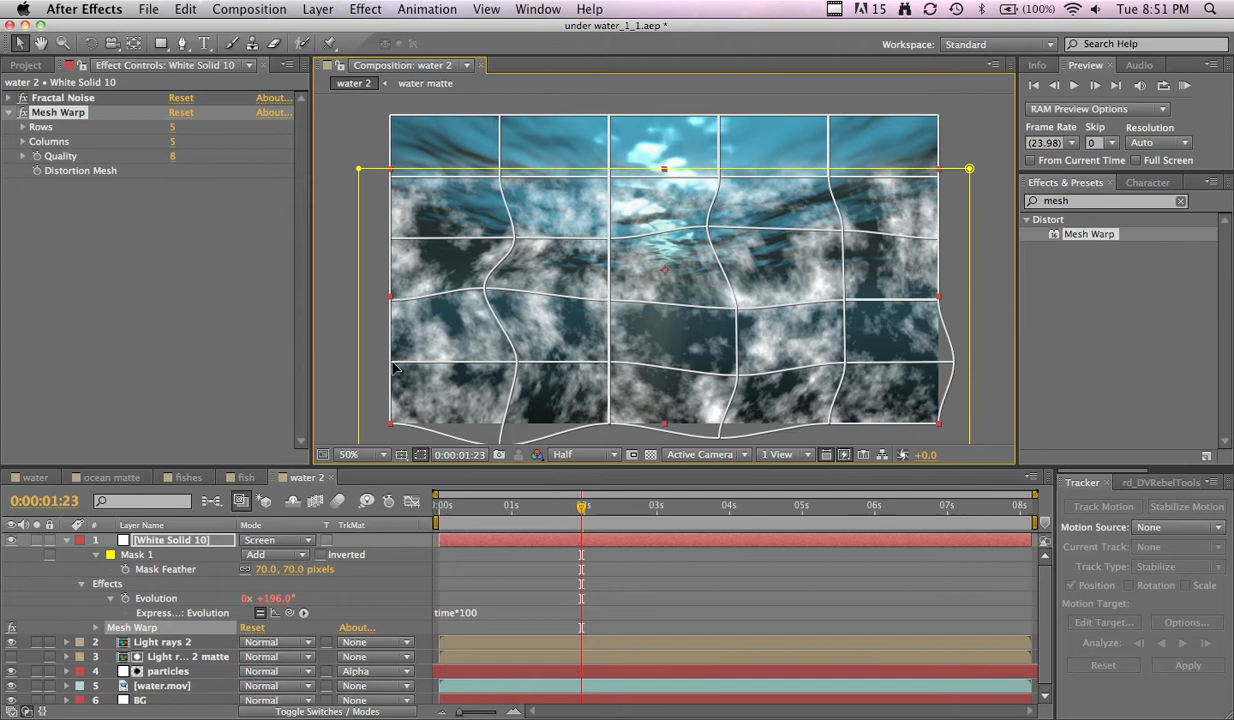 After Effects File Edit Composition Layer Effect Animation View Window Help 15 (100%) Tue 8:51 PM
under water_1_1.aep *
Workspace: Standard Search Help
Project Effect Controls: White Solid 10 Composition: water 2 Info Preview Audio
water 2 • White Solid 10 water 2 water matte
Fractal Noise Reset About...
Mesh Warp Reset About...
Rows 5
Columns 5
Quality 8
Distortion Mesh
RAM Preview Options
Frame Rate Skip Resolution
(23.98) 0 Auto
From Current Time Full Screen
Effects & Presets Character
mesh
Distort
16 Mesh Warp
50% 0:00:01:23 Half Active Camera 1 View +0.0
water ocean matte fishes fish water 2
0:00:01:23
:00s 01s 03s 04s 05s 06s 07s 08s
# Layer Name Mode T TrkMat
1 [White Solid 10] Screen
Mask 1 Add Inverted
Mask Feather 70.0, 70.0 pixels
Effects
Evolution 0x +196.0°
Express...: Evolution time*100
Mesh Warp Reset About...
2 Light rays 2 Normal None
3 Light r... 2 matte Normal None
4 particles Normal Alpha
5 [water.mov] Normal None
6 BG Normal None
Toggle Switches / Modes
Tracker rd_DVRebelTools
Track Motion Stabilize Motion
Motion Source: None
Current Track: None
Track Type: Stabilize
Position Rotation Scale
Motion Target:
Edit Target... Options...
Analyze:
Reset Apply